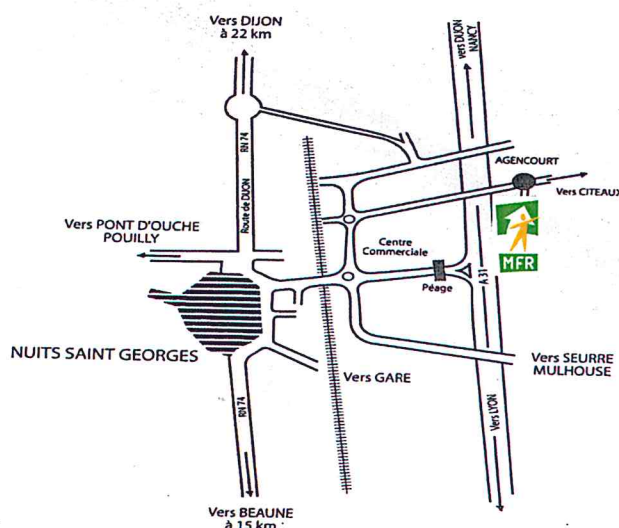 Vers DIJON
à 22 km
vers DIJON
NANCY
RN 74
Route de DIJON
AGENCOURT
Vers CITEAUX
Vers PONT D'OUCHE
POUILLY
Centre
Commerciale
MFR
Péage
A 31
NUITS SAINT GEORGES
Vers GARE
Vers SEURRE
MULHOUSE
RN 74
Vers LYON
Vers BEAUNE
à 15 km